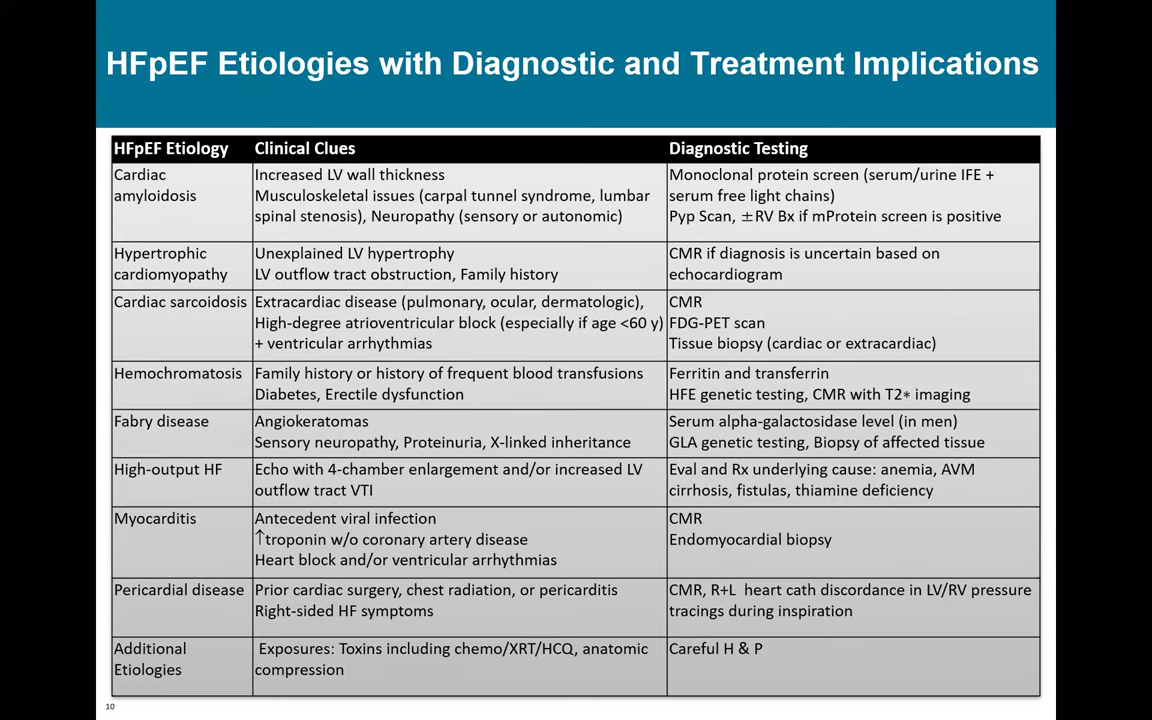 HFpEF Etiologies with Diagnostic and Treatment Implications
HFpEF Etiology
Clinical Clues
Diagnostic Testing
Cardiac
amyloidosis
Increased LV wall thickness
Musculoskeletal issues (carpal tunnel syndrome, lumbar
spinal stenosis), Neuropathy (sensory or autonomic)
Monoclonal protein screen (serum/urine IFE +
serum free light chains)
Pyp Scan, ±RV Bx if mProtein screen is positive
Hypertrophic
cardiomyopathy
Unexplained LV hypertrophy
LV outflow tract obstruction, Family history
CMR if diagnosis is uncertain based on
echocardiogram
Cardiac sarcoidosis
Extracardiac disease (pulmonary, ocular, dermatologic),
High-degree atrioventricular block (especially if age <60 y)
+ ventricular arrhythmias
CMR
FDG-PET scan
Tissue biopsy (cardiac or extracardiac)
Hemochromatosis
Family history or history of frequent blood transfusions
Diabetes, Erectile dysfunction
Ferritin and transferrin
HFE genetic testing, CMR with T2* imaging
Fabry disease
Angiokeratomas
Sensory neuropathy, Proteinuria, X-linked inheritance
Serum alpha-galactosidase level (in men)
GLA genetic testing, Biopsy of affected tissue
High-output HF
Echo with 4-chamber enlargement and/or increased LV
outflow tract VTI
Eval and Rx underlying cause: anemia, AVM
cirrhosis, fistulas, thiamine deficiency
Myocarditis
Antecedent viral infection
↑troponin w/o coronary artery disease
Heart block and/or ventricular arrhythmias
CMR
Endomyocardial biopsy
Pericardial disease
Prior cardiac surgery, chest radiation, or pericarditis
Right-sided HF symptoms
CMR, R+L heart cath discordance in LV/RV pressure
tracings during inspiration
Additional
Etiologies
Exposures: Toxins including chemo/XRT/HCQ, anatomic
compression
Careful H & P
10